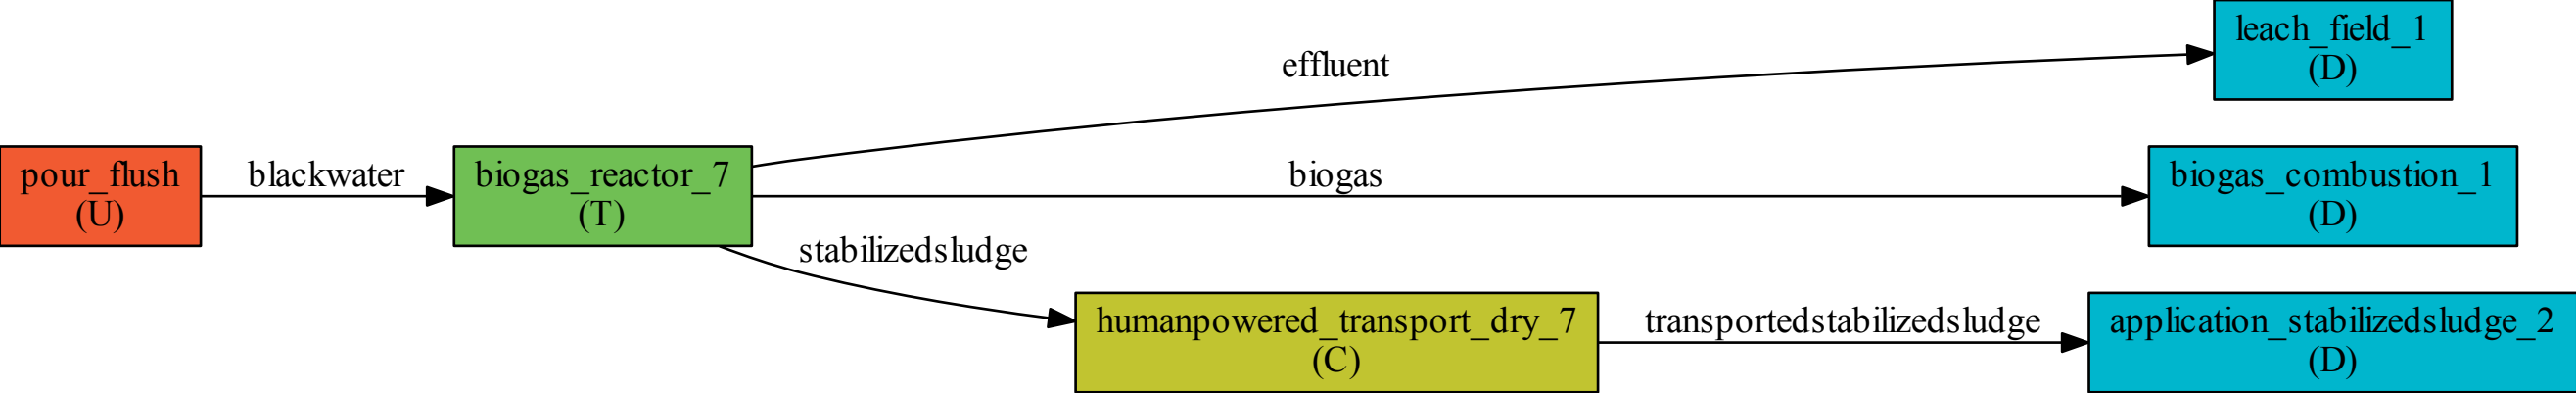 pour_flush
(U)
blackwater
biogas_reactor_7
(T)
effluent
leach_field_1
(D)
biogas
biogas_combustion_1
(D)
stabilizedsludge
humanpowered_transport_dry_7
(C)
transportedstabilizedsludge
application_stabilizedsludge_2
(D)